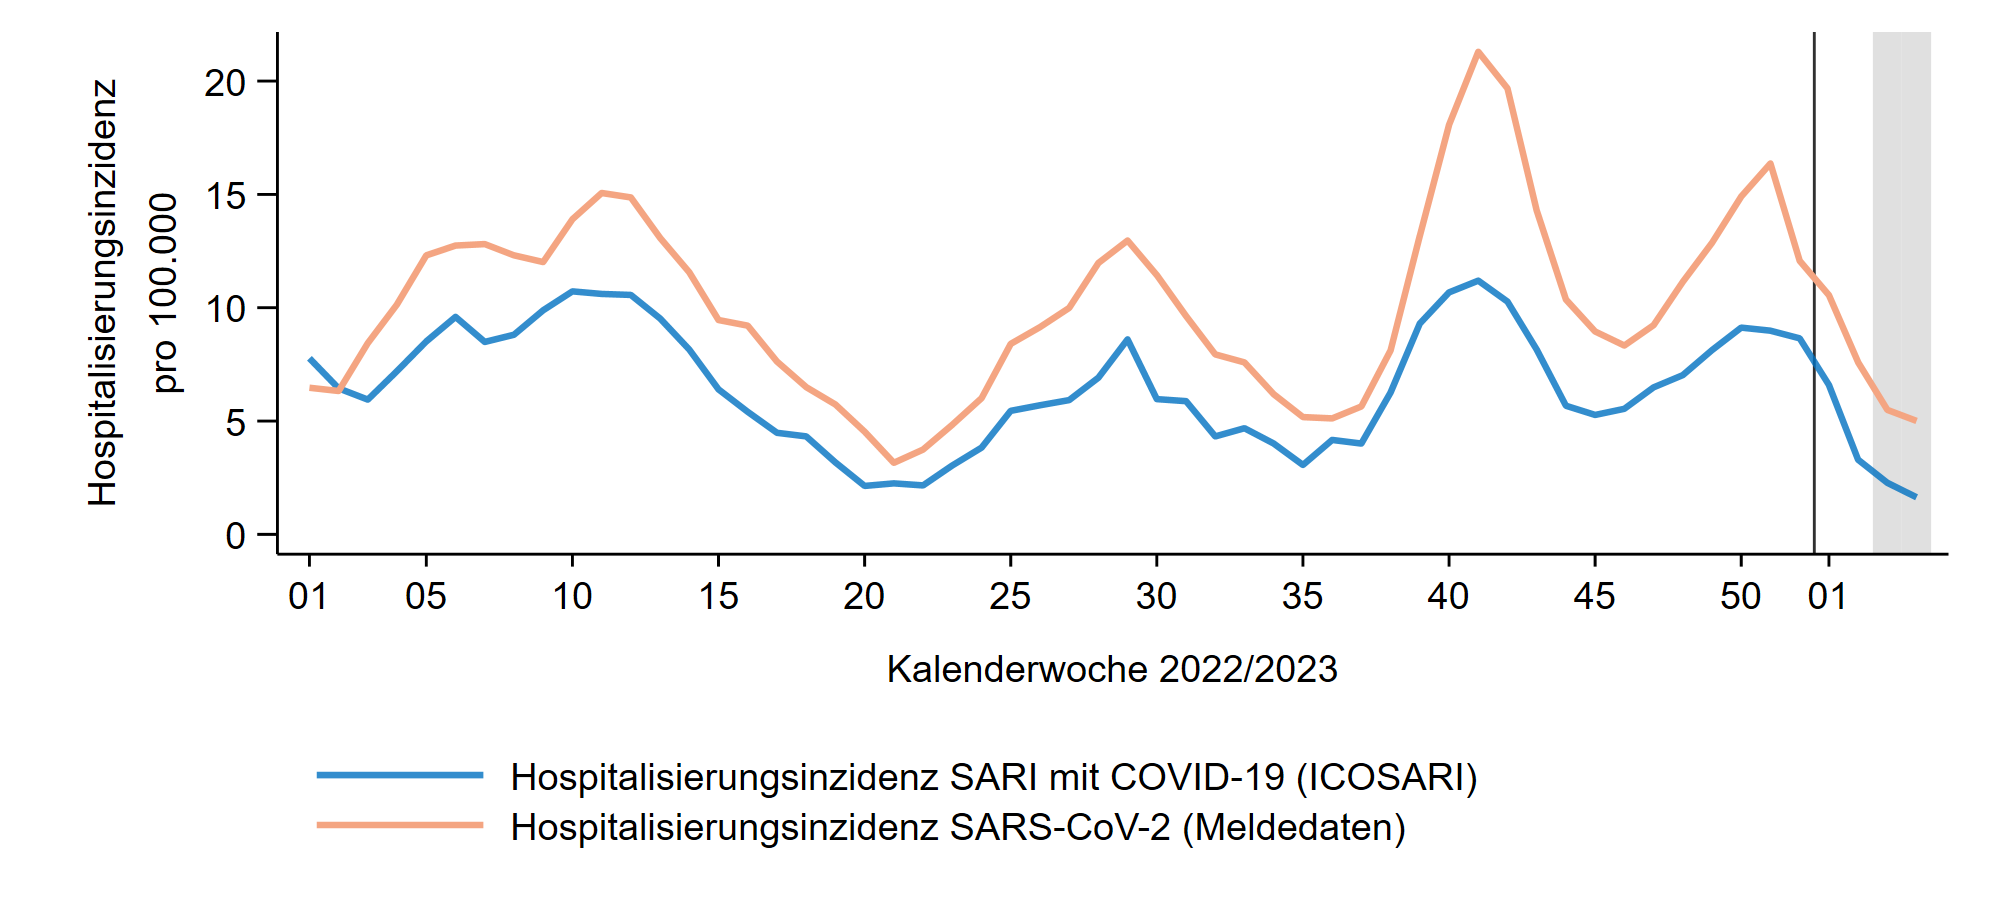 Hospitalisierungsinzidenz
pro 100.000
20
15
10
5
0
01 05 10 15 20 25 30 35 40 45 50 01
Kalenderwoche 2022/2023
Hospitalisierungsinzidenz SARI mit COVID-19 (ICOSARI)
Hospitalisierungsinzidenz SARS-CoV-2 (Meldedaten)